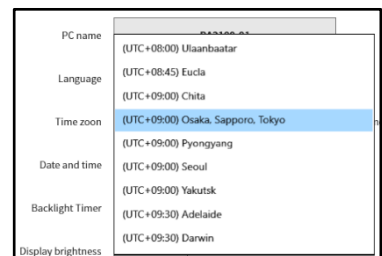 PC name
(UTC+08:00) Ulaanbaatar
(UTC+08:45) Eucla
Language
(UTC+09:00) Chita
Time zoon
(UTC+09:00) Osaka, Sapporo, Tokyo
(UTC+09:00) Pyongyang
Date and time
(UTC+09:00) Seoul
(UTC+09:00) Yakutsk
Backlight Timer
(UTC+09:30) Adelaide
(UTC+09:30) Darwin
Display brightness